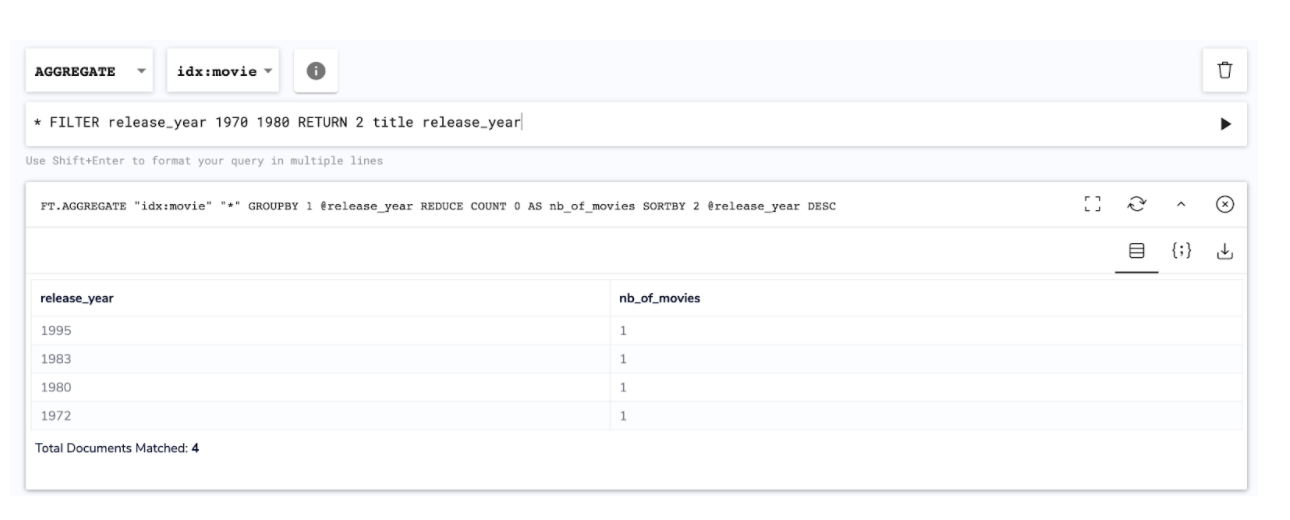 AGGREGATE idx:movie
* FILTER release_year 1970 1980 RETURN 2 title release_year
Use Shift+Enter to format your query in multiple lines
FT.AGGREGATE "idx:movie" "*" GROUPBY 1 @release_year REDUCE COUNT 0 AS nb_of_movies SORTBY 2 @release_year DESC
{;}
release_year nb_of_movies
1995 1
1983 1
1980 1
1972 1
Total Documents Matched: 4